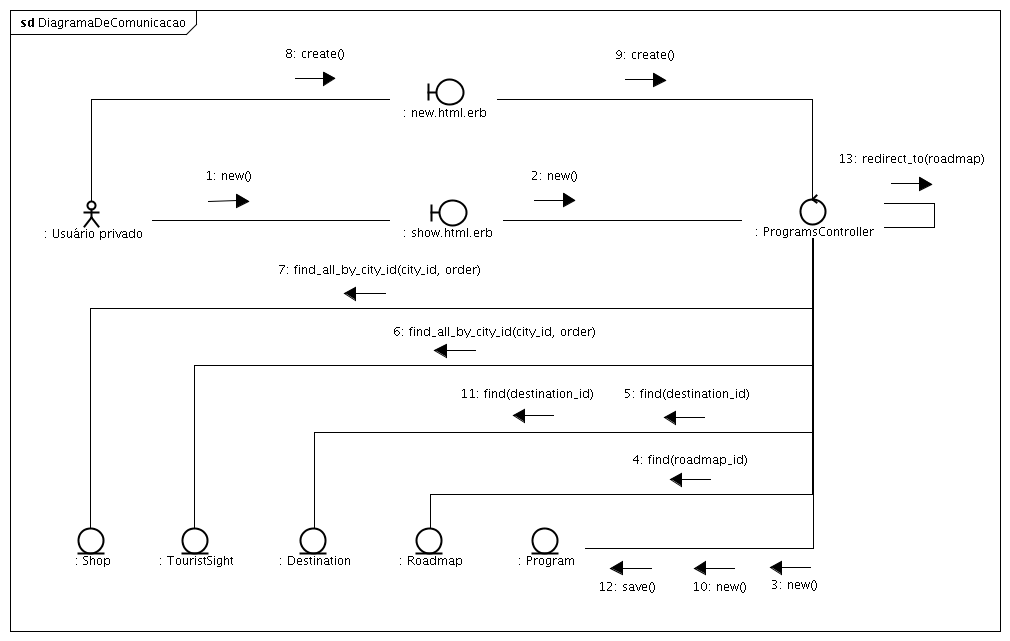 sd DiagramaDeComunicacao
8: create()
9: create()
: new.html.erb
13: redirect_to(roadmap)
1: new()
2: new()
: Usuário privado
: show.html.erb
: ProgramsController
7: find_all_by_city_id(city_id, order)
6: find_all_by_city_id(city_id, order)
11: find(destination_id)
5: find(destination_id)
4: find(roadmap_id)
: Shop
: TouristSight
: Destination
: Roadmap
: Program
12: save()
10: new()
3: new()